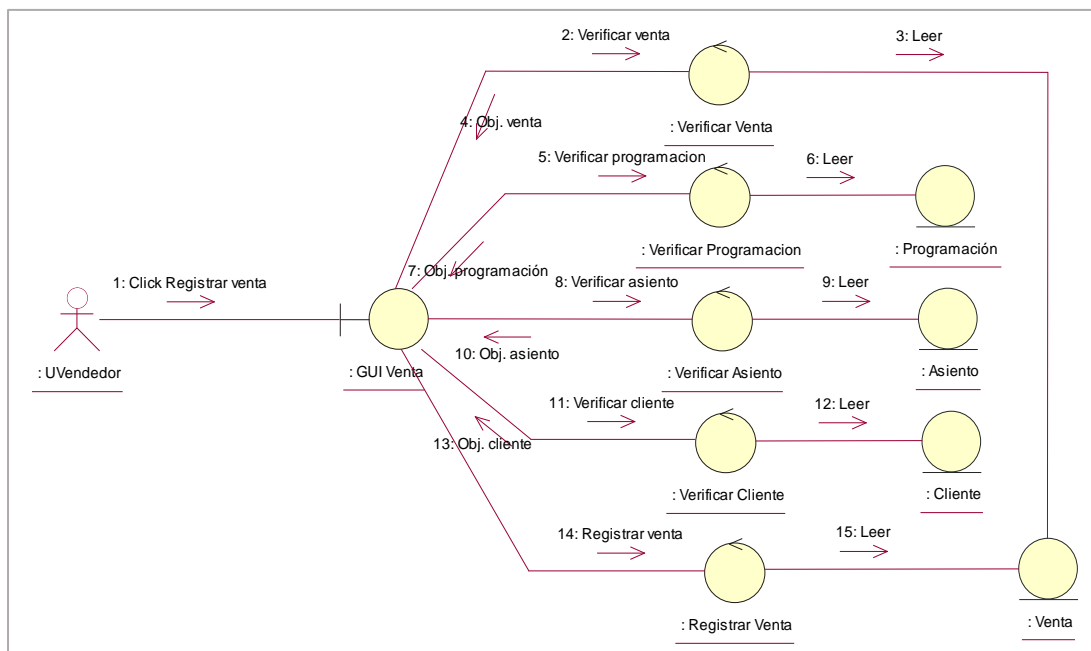 2: Verificar venta
3: Leer
4: Obj. venta
: Verificar Venta
5: Verificar programacion
6: Leer
: Verificar Programacion
: Programación
7: Obj. programación
1: Click Registrar venta
8: Verificar asiento
9: Leer
10: Obj. asiento
: UVendedor
: GUI Venta
: Verificar Asiento
: Asiento
11: Verificar cliente
12: Leer
13: Obj. cliente
: Verificar Cliente
: Cliente
14: Registrar venta
15: Leer
: Registrar Venta
: Venta